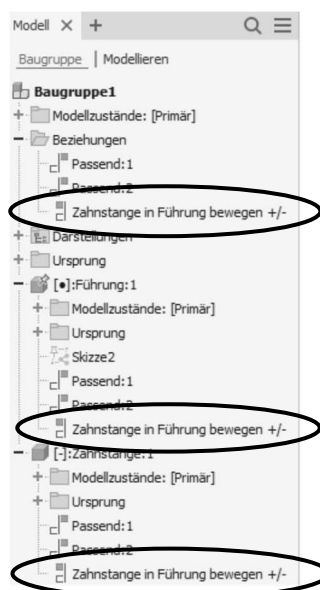 Modell × +
Baugruppe | Modellieren
Baugruppe1
Modellzustände: [Primär]
Beziehungen
Passend:1
Passend:2
Zahnstange in Führung bewegen +/-
Darstellungen
Ursprung
[•]:Führung:1
Modellzustände: [Primär]
Ursprung
Skizze2
Passend:1
Passend:2
Zahnstange in Führung bewegen +/-
[-]:Zahnstange:1
Modellzustände: [Primär]
Ursprung
Passend:1
Passend:2
Zahnstange in Führung bewegen +/-